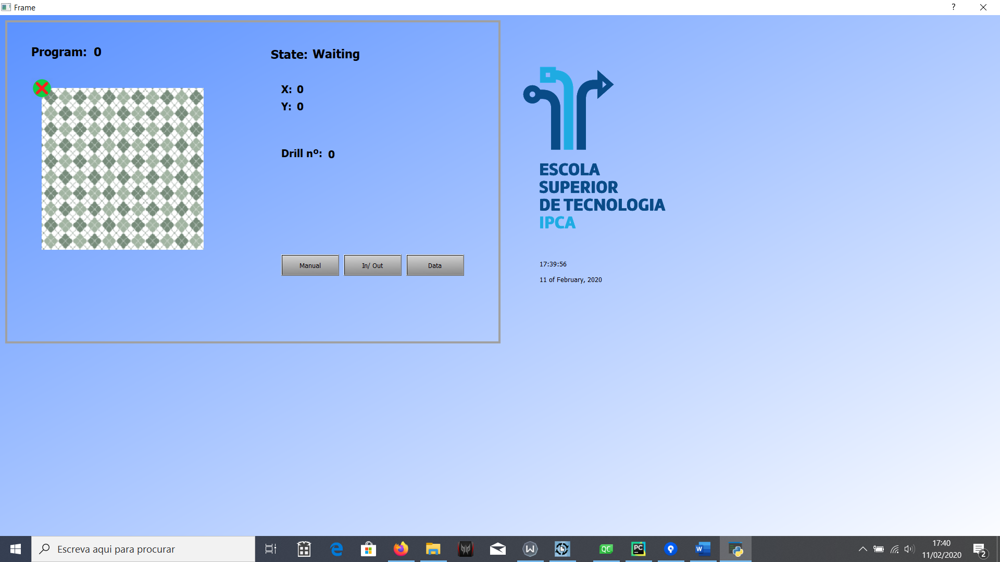 Frame
Program: 0
State: Waiting
X: 0
Y: 0
Drill nº: 0
Manual
In/ Out
Data
ESCOLA
SUPERIOR
DE TECNOLOGIA
IPCA
17:39:56
11 of February, 2020
Escreva aqui para procurar
QC
PC
W
17:40
11/02/2020
2